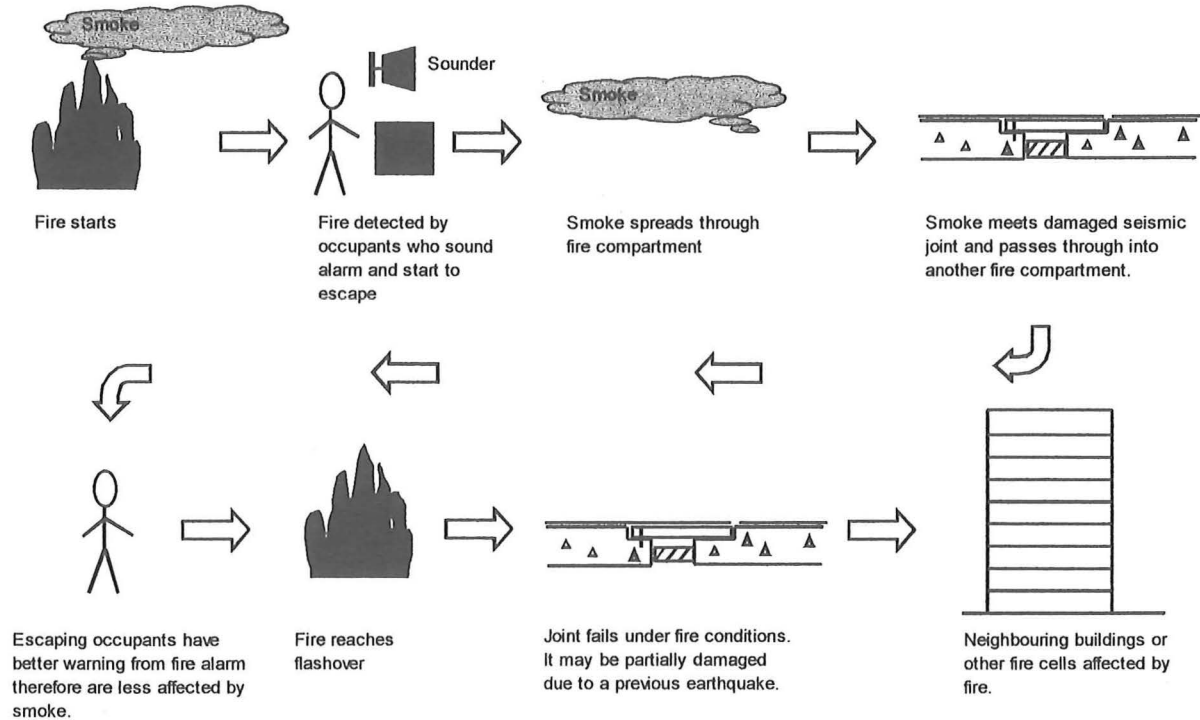 Smoke
Sounder
Smoke
Fire starts
Fire detected by
occupants who sound
alarm and start to
escape
Smoke spreads through
fire compartment
Smoke meets damaged seismic
joint and passes through into
another fire compartment.
Escaping occupants have
better warning from fire alarm
therefore are less affected by
smoke.
Fire reaches
flashover
Joint fails under fire conditions.
It may be partially damaged
due to a previous earthquake.
Neighbouring buildings or
other fire cells affected by
fire.